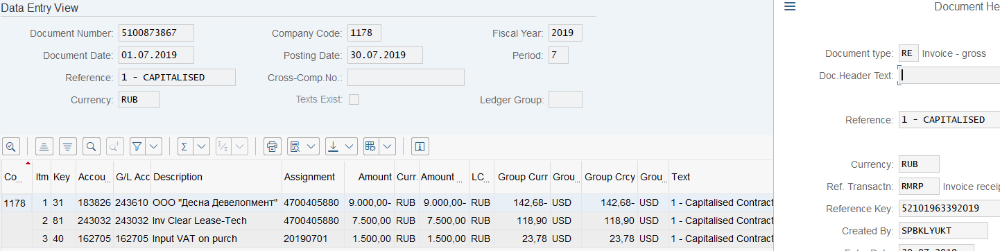 Data Entry View
Document Number: 5100873867 Company Code: 1178 Fiscal Year: 2019
Document Date: 01.07.2019 Posting Date: 30.07.2019 Period: 7
Reference: 1 - CAPITALISED Cross-Comp.No.:
Currency: RUB Texts Exist: Ledger Group:
Co... Itm Key Accou... G/L Acc Description Assignment Amount Curr. Amount ... LC... Group Curr Grou... Group Crcy Grou... Text
1178 1 31 183826 243610 ООО "Десна Девелопмент" 4700405880 9.000,00- RUB 9.000,00- RUB 142,68- USD 142,68- USD 1 - Capitalised Contract
2 81 243032 243032 Inv Clear Lease-Tech 4700405880 7.500,00 RUB 7.500,00 RUB 118,90 USD 118,90 USD 1 - Capitalised Contract
3 40 162705 162705 Input VAT on purch 20190701 1.500,00 RUB 1.500,00 RUB 23,78 USD 23,78 USD 1 - Capitalised Contract
Document He
Document type: RE Invoice - gross
Doc.Header Text:
Reference: 1 - CAPITALISED
Currency: RUB
Ref. Transactn: RMRP Invoice receip
Reference Key: 52101963392019
Created By: SPBKLYUKT